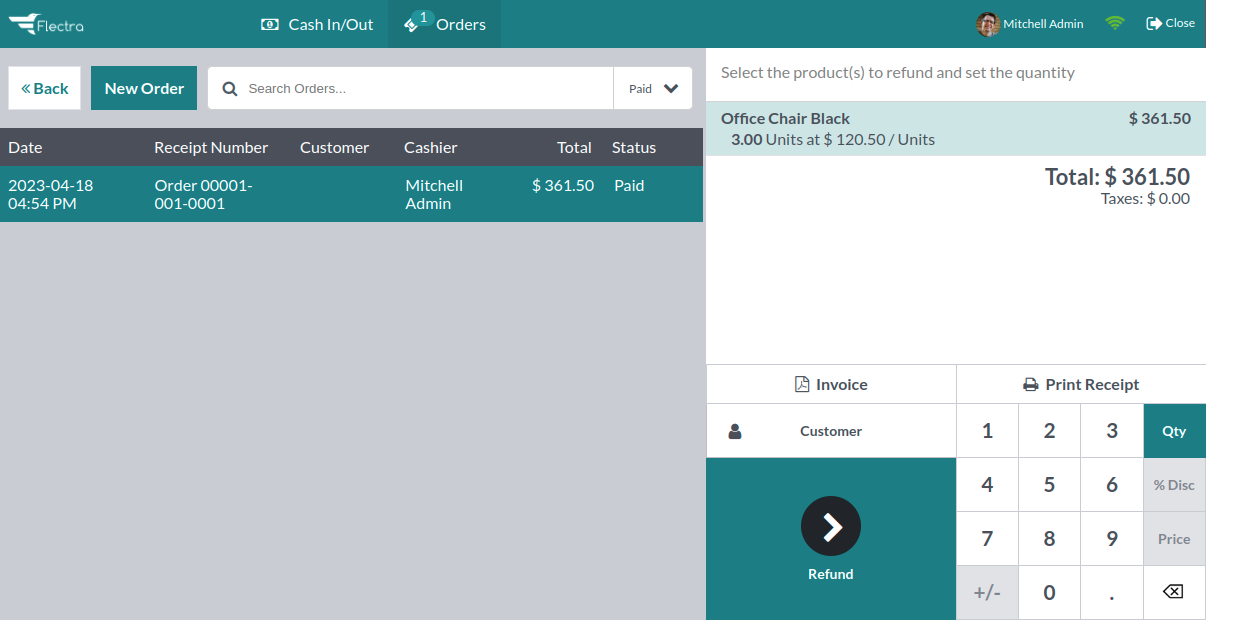 Flectra
Cash In/Out
1
Orders
Mitchell Admin
Close
Back
New Order
Search Orders...
Paid
Select the product(s) to refund and set the quantity
Date Receipt Number Customer Cashier Total Status
2023-04-18 04:54 PM
Order 00001-001-0001
Mitchell Admin
$ 361.50
Paid
Office Chair Black $ 361.50
3.00 Units at $ 120.50 / Units
Total: $ 361.50
Taxes: $ 0.00
Invoice
Print Receipt
Customer
1 2 3 Qty
4 5 6 % Disc
7 8 9 Price
+/- 0 .
Refund